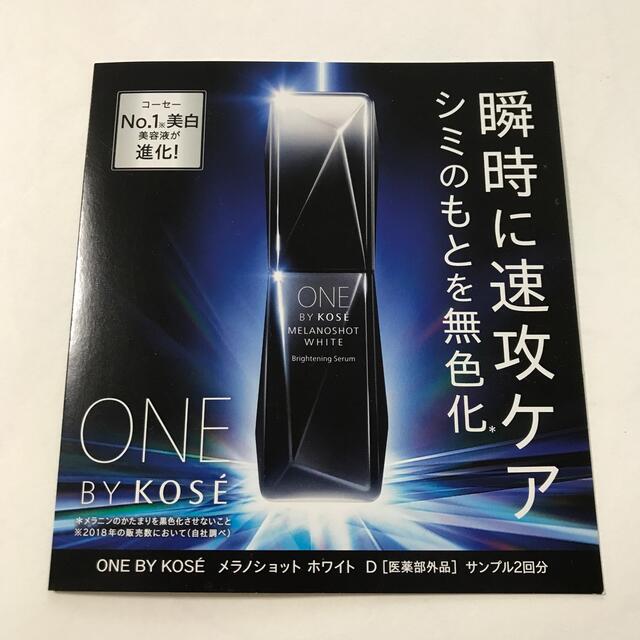 コーセー
No.1※美白
美容液が
進化!
瞬時に速攻ケア
シミのもとを無色化*
ONE
BY KOSÉ
MELANOSHOT
WHITE
Brightening Serum
ONE
BY KOSÉ
*メラニンのかたまりを黒色化させないこと
※2018年の販売数において(自社調べ)
ONE BY KOSÉ メラノショット ホワイト D [医薬部外品] サンプル2回分